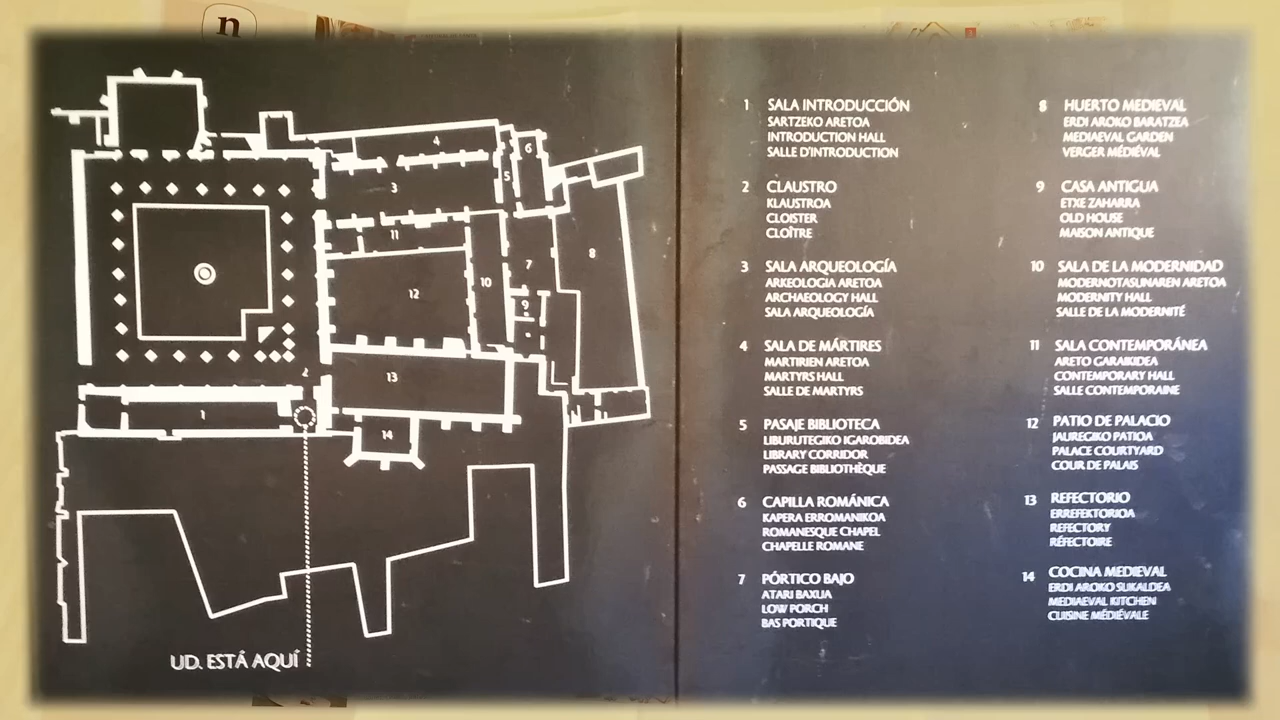 n
4
6
5
3
11
8
7
10
12
9
13
2
1
14
UD. ESTÁ AQUÍ
1 SALA INTRODUCCIÓN
SARTZEKO ARETOA
INTRODUCTION HALL
SALLE D'INTRODUCTION
2 CLAUSTRO
KLAUSTROA
CLOISTER
CLOÎTRE
3 SALA ARQUEOLOGÍA
ARKEOLOGIA ARETOA
ARCHAEOLOGY HALL
SALA ARQUEOLOGÍA
4 SALA DE MÁRTIRES
MARTIRIEN ARETOA
MARTYRS HALL
SALLE DE MARTYRS
5 PASAJE BIBLIOTECA
LIBURUTEGIKO IGAROBIDEA
LIBRARY CORRIDOR
PASSAGE BIBLIOTHÈQUE
6 CAPILLA ROMÁNICA
KAPERA ERROMANIKOA
ROMANESQUE CHAPEL
CHAPELLE ROMANE
7 PÓRTICO BAJO
ATARI BAXUA
LOW PORCH
BAS PORTIQUE
8 HUERTO MEDIEVAL
ERDI AROKO BARATZEA
MEDIAEVAL GARDEN
VERGER MÉDIÉVAL
9 CASA ANTIGUA
ETXE ZAHARRA
OLD HOUSE
MAISON ANTIQUE
10 SALA DE LA MODERNIDAD
MODERNOTASUNAREN ARETOA
MODERNITY HALL
SALLE DE LA MODERNITÉ
11 SALA CONTEMPORÁNEA
ARETO GARAIKIDEA
CONTEMPORARY HALL
SALLE CONTEMPORAINE
12 PATIO DE PALACIO
JAUREGIKO PATIOA
PALACE COURTYARD
COUR DE PALAIS
13 REFECTORIO
ERREFEKTORIOA
REFECTORY
RÉFECTOIRE
14 COCINA MEDIEVAL
ERDI AROKO SUKALDEA
MEDIAEVAL KITCHEN
CUISINE MÉDIÉVALE